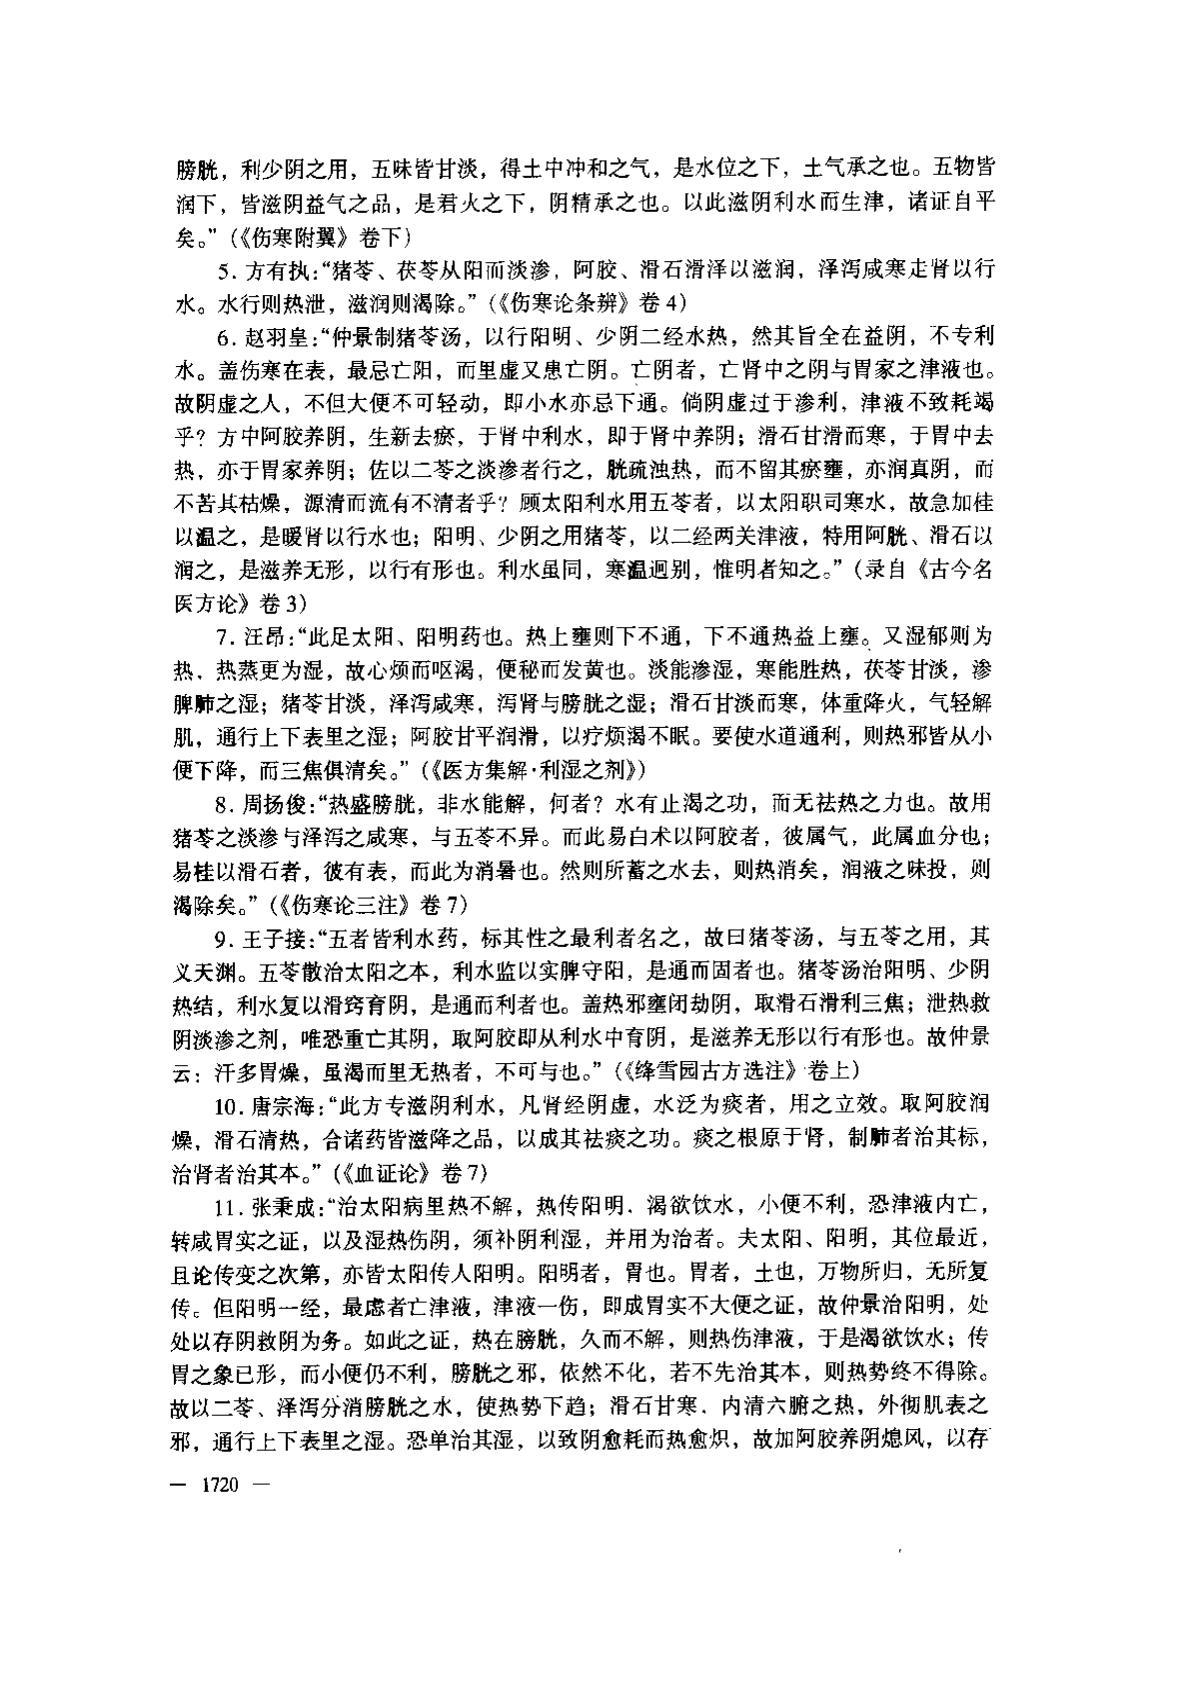 膀胱，利少阴之用，五味皆甘淡，得土中冲和之气，是水位之下，土气承之也。五物皆
润下，皆滋阴益气之品，是君火之下，阴精承之也。以此滋阴利水而生津，诸证自平
矣。”（《伤寒附翼》卷下）
5. 方有执：“猪苓、茯苓从阳而淡渗，阿胶、滑石滑泽以滋润，泽泻咸寒走肾以行
水。水行则热泄，滋润则渴除。”（《伤寒论条辨》卷 4）
6. 赵羽皇：“仲景制猪苓汤，以行阳明、少阴二经水热，然其旨全在益阴，不专利
水。盖伤寒在表，最忌亡阳，而里虚又患亡阴。亡阴者，亡肾中之阴与胃家之津液也。
故阴虚之人，不但大便不可轻动，即小水亦忌下通。倘阴虚过于渗利，津液不致耗竭
乎？方中阿胶养阴，生新去瘀，于肾中利水，即于肾中养阴；滑石甘滑而寒，于胃中去
热，亦于胃家养阴；佐以二苓之淡渗者行之，胱疏浊热，而不留其瘀壅，亦润真阴，而
不苦其枯燥，源清而流有不清者乎？顾太阳利水用五苓者，以太阳职司寒水，故急加桂
以温之，是暖肾以行水也；阳明、少阴之用猪苓，以二经两关津液，特用阿胱、滑石以
润之，是滋养无形，以行有形也。利水虽同，寒温迥别，惟明者知之。”（录自《古今名
医方论》卷 3）
7. 汪昂：“此足太阳、阳明药也。热上壅则下不通，下不通热益上壅。又湿郁则为
热，热蒸更为湿，故心烦而呕渴，便秘而发黄也。淡能渗湿，寒能胜热，茯苓甘淡，渗
脾肺之湿；猪苓甘淡，泽泻咸寒，泻肾与膀胱之湿；滑石甘淡而寒，体重降火，气轻解
肌，通行上下表里之湿；阿胶甘平润滑，以疗烦渴不眠。要使水道通利，则热邪皆从小
便下降，而三焦俱清矣。”（《医方集解·利湿之剂》）
8. 周扬俊：“热盛膀胱，非水能解，何者？水有止渴之功，而无祛热之力也。故用
猪苓之淡渗与泽泻之咸寒，与五苓不异。而此易白术以阿胶者，彼属气，此属血分也；
易桂以滑石者，彼有表，而此为消暑也。然则所蓄之水去，则热消矣，润液之味投，则
渴除矣。”（《伤寒论三注》卷 7）
9. 王子接：“五者皆利水药，标其性之最利者名之，故曰猪苓汤，与五苓之用，其
义天渊。五苓散治太阳之本，利水监以实脾守阳，是通而固者也。猪苓汤治阳明、少阴
热结，利水复以滑窍育阴，是通而利者也。盖热邪壅闭劫阴，取滑石滑利三焦；泄热救
阴淡渗之剂，唯恐重亡其阴，取阿胶即从利水中育阴，是滋养无形以行有形也。故仲景
云：汗多胃燥，虽渴而里无热者，不可与也。”（《绛雪园古方选注》卷上）
10. 唐宗海：“此方专滋阴利水，凡肾经阴虚，水泛为痰者，用之立效。取阿胶润
燥，滑石清热，合诸药皆滋降之品，以成其祛痰之功。痰之根原于肾，制肺者治其标，
治肾者治其本。”（《血证论》卷 7）
11. 张秉成：“治太阳病里热不解，热传阳明，渴欲饮水，小便不利，恐津液内亡，
转成胃实之证，以及湿热伤阴，须补阴利湿，并用为治者。夫太阳、阳明，其位最近，
且论传变之次第，亦皆太阳传人阳明。阳明者，胃也。胃者，土也，万物所归，无所复
传。但阳明一经，最虑者亡津液，津液一伤，即成胃实不大便之证，故仲景治阳明，处
处以存阴救阴为务。如此之证，热在膀胱，久而不解，则热伤津液，于是渴欲饮水；传
胃之象已形，而小便仍不利，膀胱之邪，依然不化，若不先治其本，则热势终不得除。
故以二苓、泽泻分消膀胱之水，使热势下趋；滑石甘寒，内清六腑之热，外彻肌表之
邪，通行上下表里之湿。恐单治其湿，以致阴愈耗而热愈炽，故加阿胶养阴熄风，以存
— 1720 —